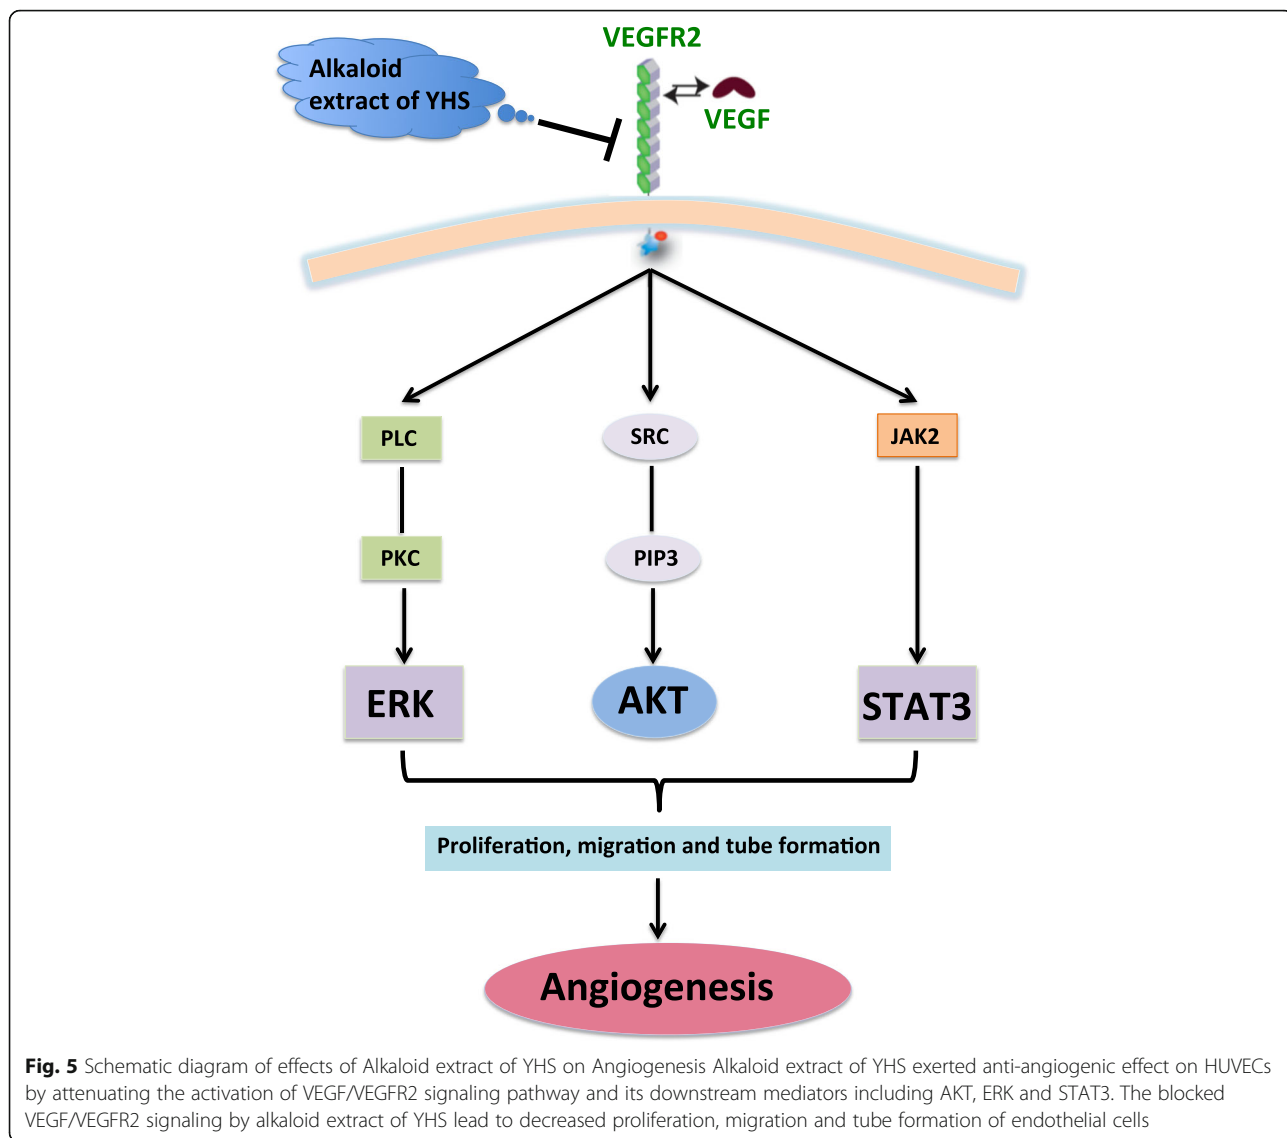 VEGFR2
Alkaloid
extract of YHS
VEGF
PLC
SRC
JAK2
PKC
PIP3
ERK
AKT
STAT3
Proliferation, migration and tube formation
Angiogenesis
Fig. 5 Schematic diagram of effects of Alkaloid extract of YHS on Angiogenesis Alkaloid extract of YHS exerted anti-angiogenic effect on HUVECs
by attenuating the activation of VEGF/VEGFR2 signaling pathway and its downstream mediators including AKT, ERK and STAT3. The blocked
VEGF/VEGFR2 signaling by alkaloid extract of YHS lead to decreased proliferation, migration and tube formation of endothelial cells